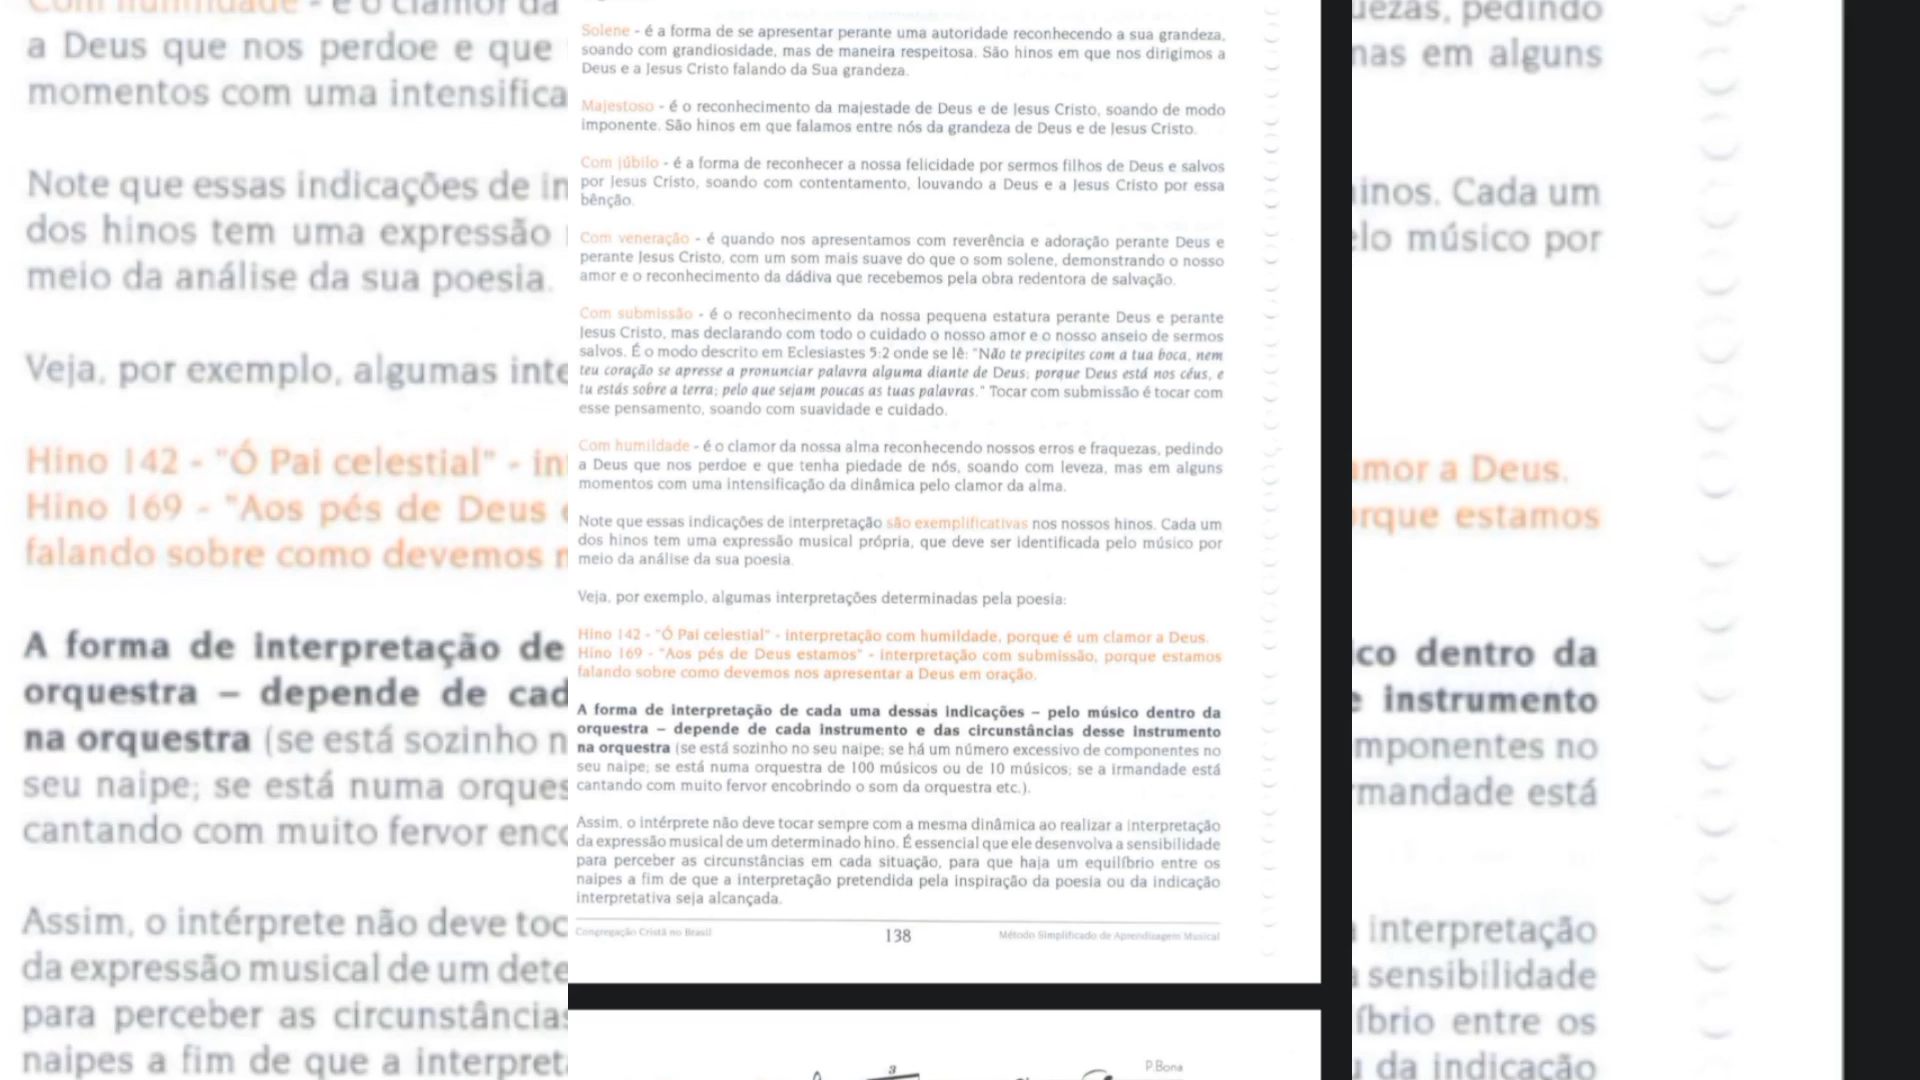 Solene - é a forma de se apresentar perante uma autoridade reconhecendo a sua grandeza,
soando com grandiosidade, mas de maneira respeitosa. São hinos em que nos dirigimos a
Deus e a Jesus Cristo falando da Sua grandeza.
Majestoso - é o reconhecimento da majestade de Deus e de Jesus Cristo, soando de modo
imponente. São hinos em que falamos entre nós da grandeza de Deus e de Jesus Cristo.
Com júbilo - é a forma de reconhecer a nossa felicidade por sermos filhos de Deus e salvos
por Jesus Cristo, soando com contentamento, louvando a Deus e a Jesus Cristo por essa
bênção.
Com veneração - é quando nos apresentamos com reverência e adoração perante Deus e
perante Jesus Cristo, com um som mais suave do que o som solene, demonstrando o nosso
amor e o reconhecimento da dádiva que recebemos pela obra redentora de salvação.
Com submissão - é o reconhecimento da nossa pequena estatura perante Deus e perante
Jesus Cristo, mas declarando com todo o cuidado o nosso amor e o nosso anseio de sermos
salvos. É o modo descrito em Eclesiastes 5:2 onde se lê: "Não te precipites com a tua boca, nem
teu coração se apresse a pronunciar palavra alguma diante de Deus; porque Deus está nos céus, e
tu estás sobre a terra; pelo que sejam poucas as tuas palavras." Tocar com submissão é tocar com
esse pensamento, soando com suavidade e cuidado.
Com humildade - é o clamor da nossa alma reconhecendo nossos erros e fraquezas, pedindo
a Deus que nos perdoe e que tenha piedade de nós, soando com leveza, mas em alguns
momentos com uma intensificação da dinâmica pelo clamor da alma.
Note que essas indicações de interpretação são exemplificativas nos nossos hinos. Cada um
dos hinos tem uma expressão musical própria, que deve ser identificada pelo músico por
meio da análise da sua poesia.
Veja, por exemplo, algumas interpretações determinadas pela poesia:
Hino 142 - "Ó Pai celestial" - interpretação com humildade, porque é um clamor a Deus.
Hino 169 - "Aos pés de Deus estamos" - interpretação com submissão, porque estamos
falando sobre como devemos nos apresentar a Deus em oração.
A forma de interpretação de cada uma dessas indicações – pelo músico dentro da
orquestra – depende de cada instrumento e das circunstâncias desse instrumento
na orquestra (se está sozinho no seu naipe; se há um número excessivo de componentes no
seu naipe; se está numa orquestra de 100 músicos ou de 10 músicos; se a irmandade está
cantando com muito fervor encobrindo o som da orquestra etc.).
Assim, o intérprete não deve tocar sempre com a mesma dinâmica ao realizar a interpretação
da expressão musical de um determinado hino. É essencial que ele desenvolva a sensibilidade
para perceber as circunstâncias em cada situação, para que haja um equilíbrio entre os
naipes a fim de que a interpretação pretendida pela inspiração da poesia ou da indicação
interpretativa seja alcançada.
Congregação Cristã no Brasil
138
Método Simplificado de Aprendizagem Musical
3
P.Bona